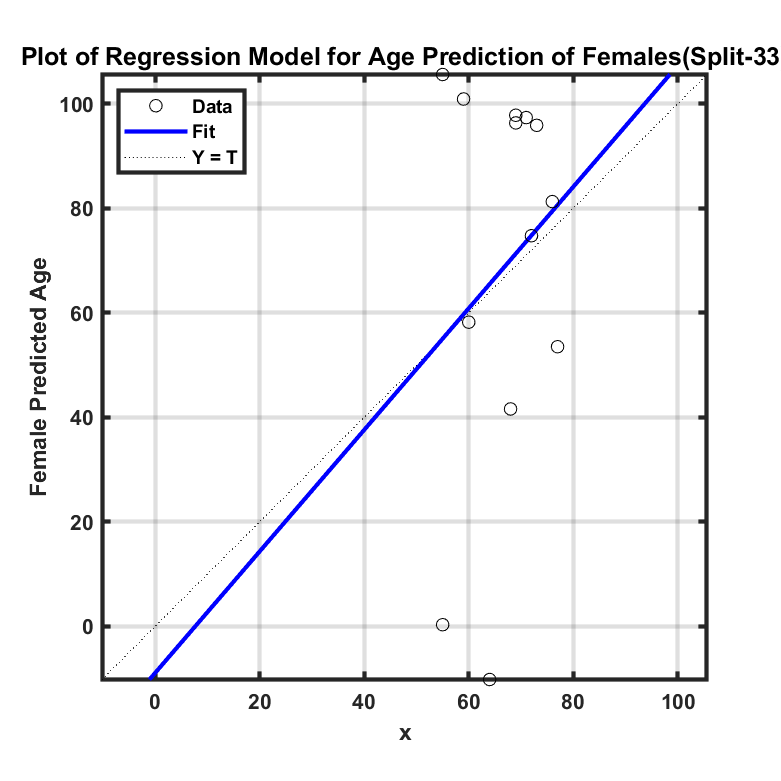 Plot of Regression Model for Age Prediction of Females(Split-33
Data
Fit
Y = T
Female Predicted Age
100
80
60
40
20
0
0 20 40 60 80 100
x